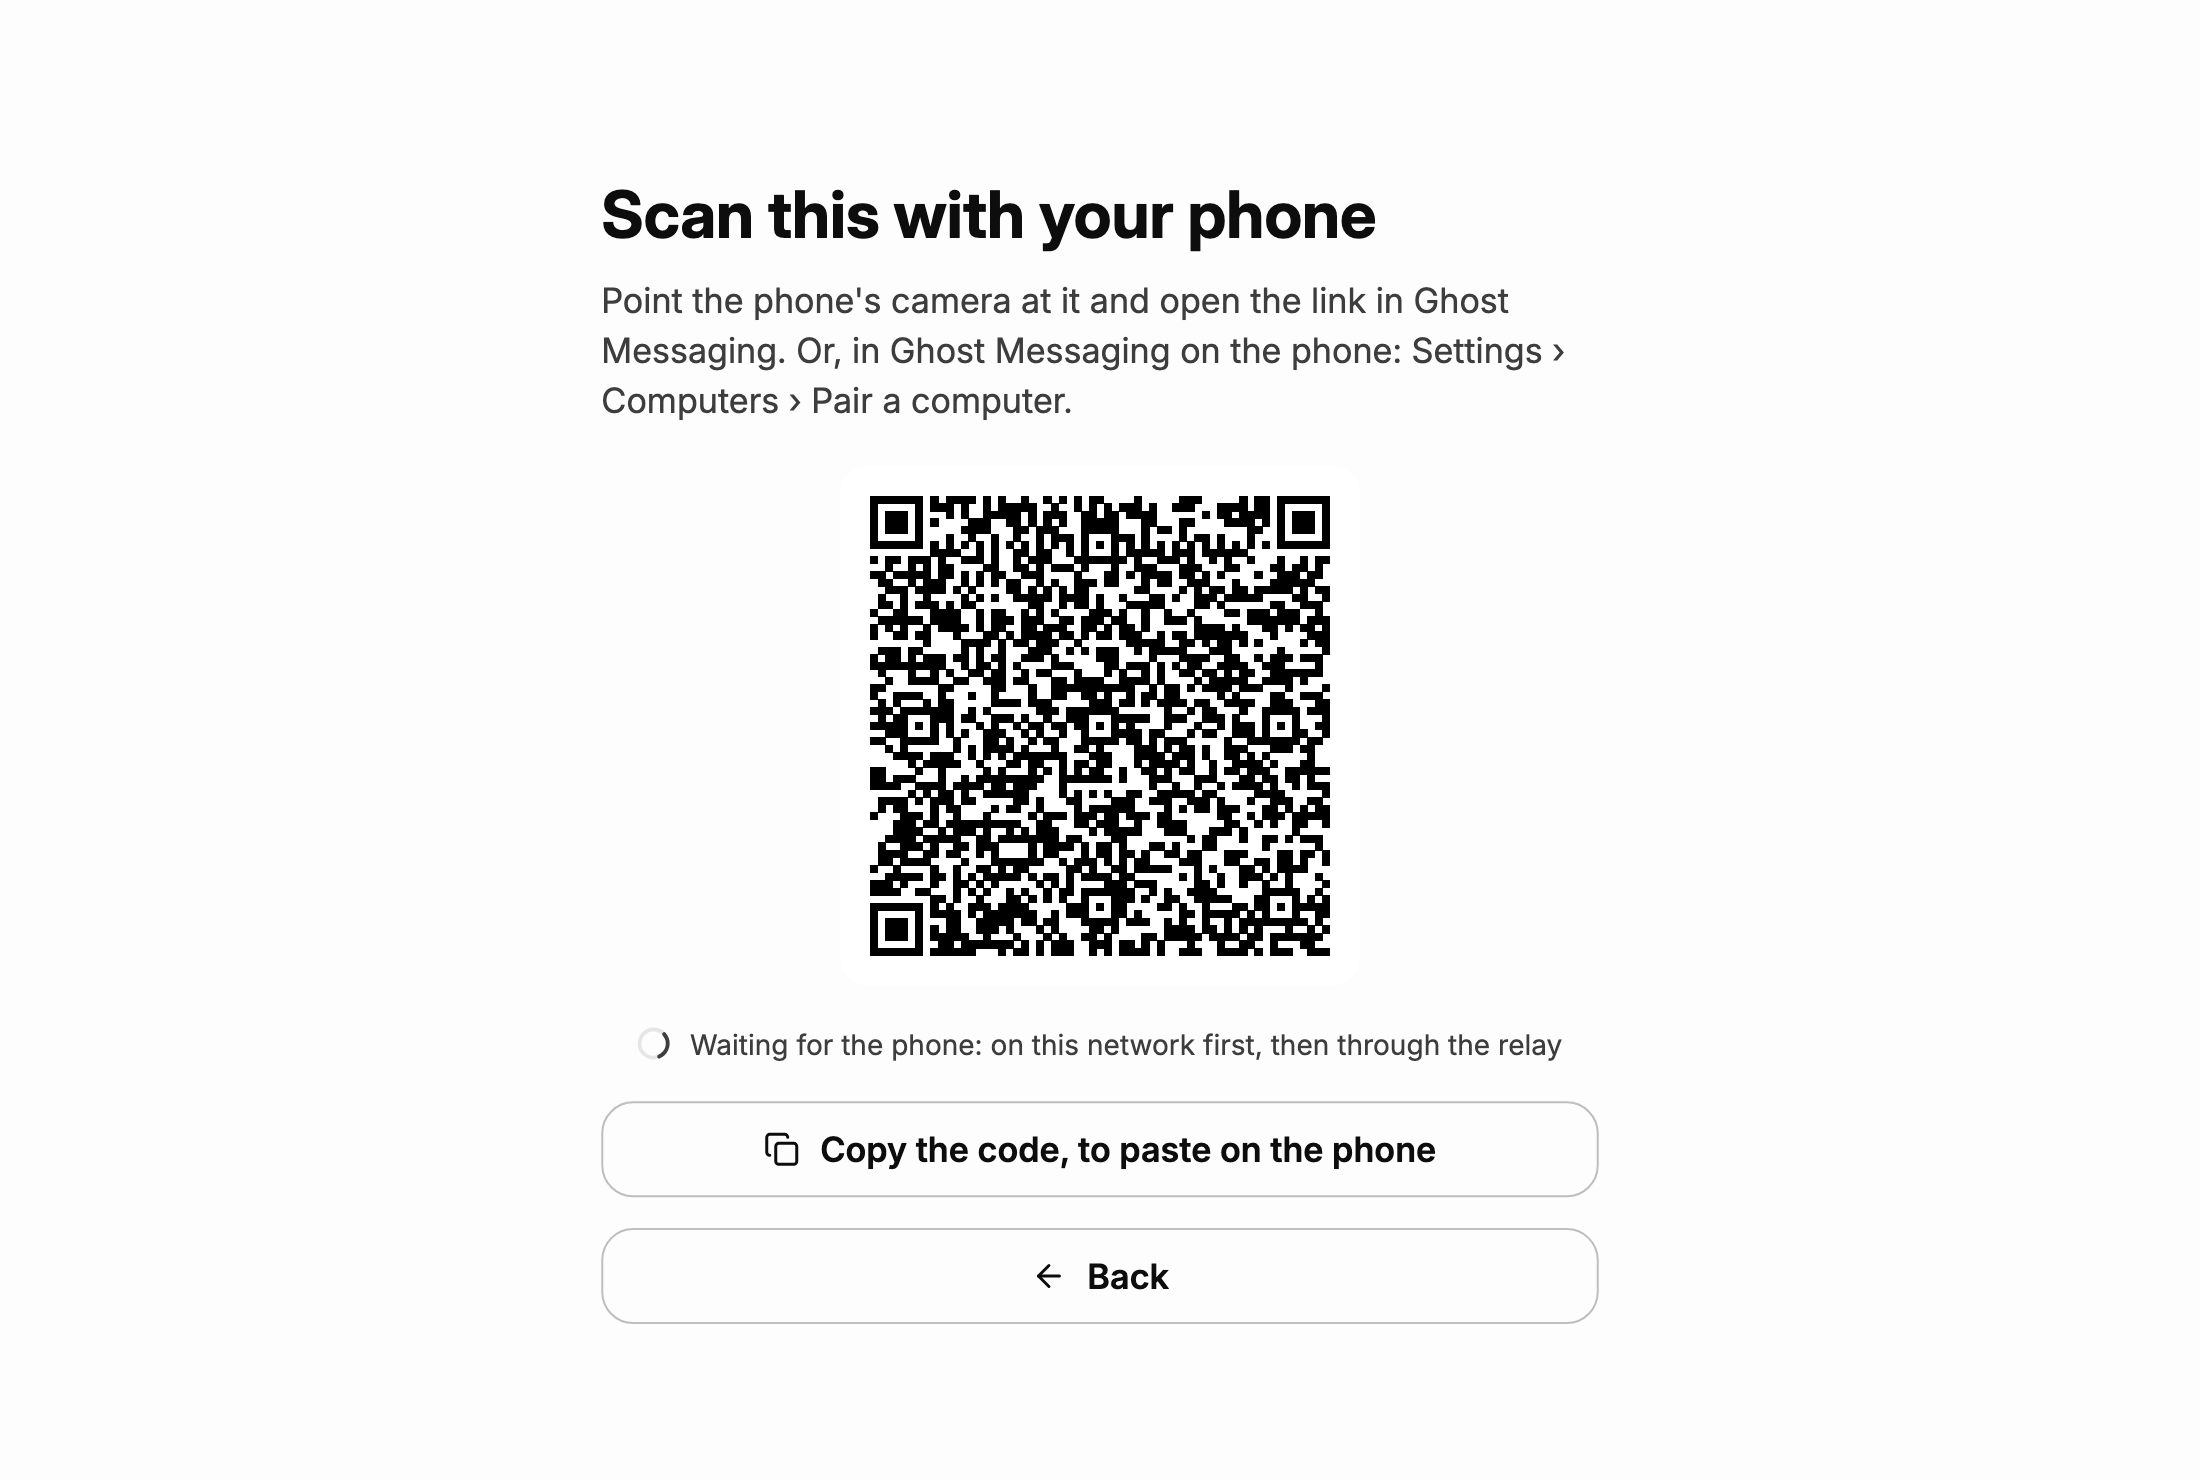 Scan this with your phone
Point the phone's camera at it and open the link in Ghost
Messaging. Or, in Ghost Messaging on the phone: Settings ›
Computers › Pair a computer.
Waiting for the phone: on this network first, then through the relay
Copy the code, to paste on the phone
Back